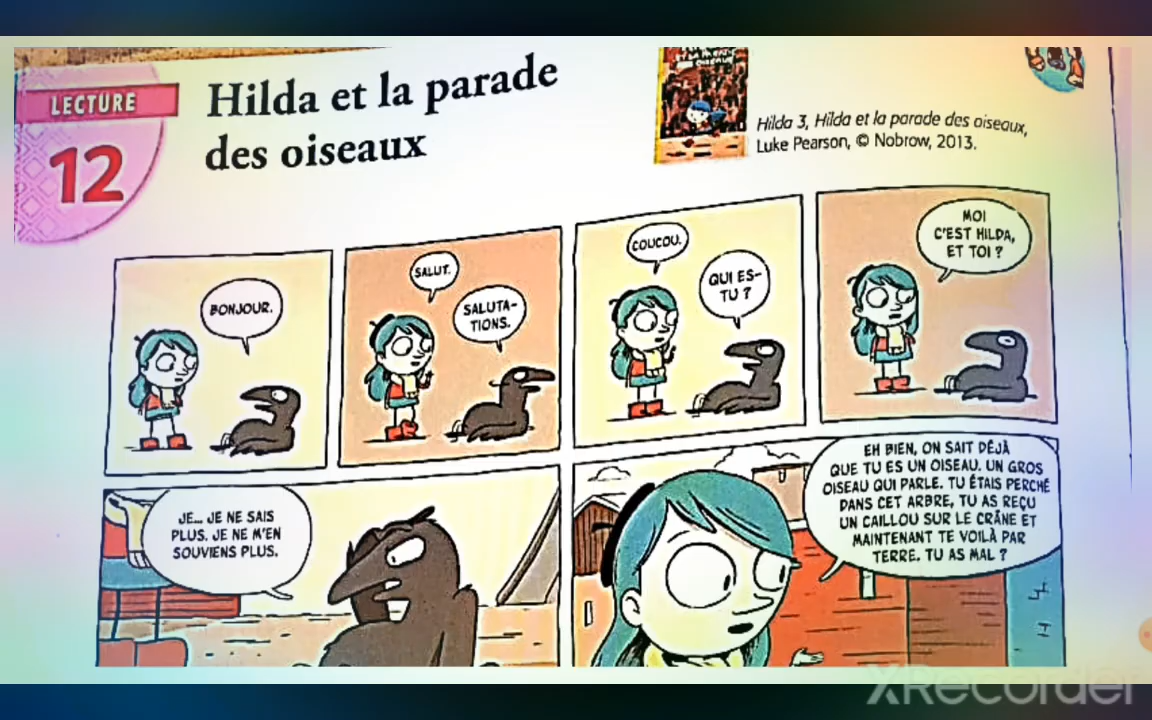 LECTURE
12
Hilda et la parade
des oiseaux
Hilda 3, Hilda et la parade des oiseaux,
Luke Pearson, © Nobrow, 2013.
BONJOUR.
SALUT.
SALUTA-
TIONS.
COUCOU.
QUI ES-
TU ?
MOI
C'EST HILDA,
ET TOI ?
JE... JE NE SAIS
PLUS. JE NE M'EN
SOUVIENS PLUS.
EH BIEN, ON SAIT DÉJÀ
QUE TU ES UN OISEAU. UN GROS
OISEAU QUI PARLE. TU ÉTAIS PERCHÉ
DANS CET ARBRE, TU AS REÇU
UN CAILLOU SUR LE CRÂNE ET
MAINTENANT TE VOILÀ PAR
TERRE. TU AS MAL ?
XRecorder